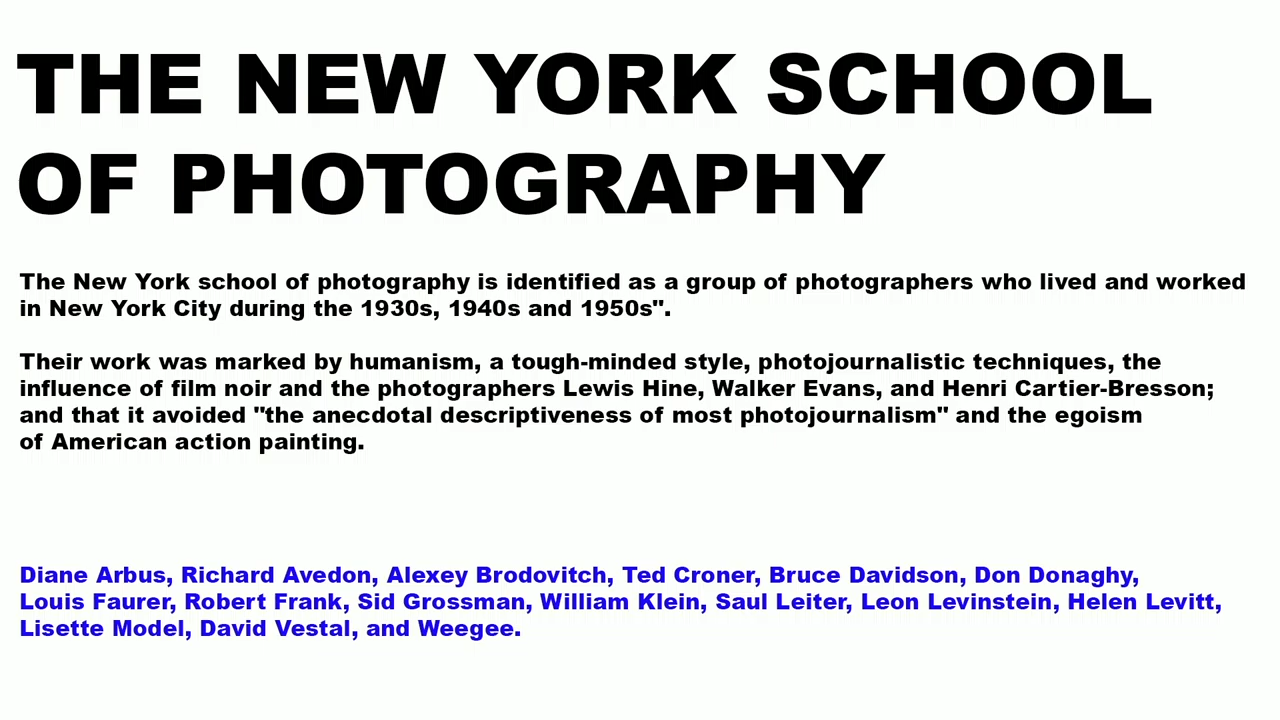 THE NEW YORK SCHOOL
OF PHOTOGRAPHY
The New York school of photography is identified as a group of photographers who lived and worked
in New York City during the 1930s, 1940s and 1950s".
Their work was marked by humanism, a tough-minded style, photojournalistic techniques, the
influence of film noir and the photographers Lewis Hine, Walker Evans, and Henri Cartier-Bresson;
and that it avoided "the anecdotal descriptiveness of most photojournalism" and the egoism
of American action painting.
Diane Arbus, Richard Avedon, Alexey Brodovitch, Ted Croner, Bruce Davidson, Don Donaghy,
Louis Faurer, Robert Frank, Sid Grossman, William Klein, Saul Leiter, Leon Levinstein, Helen Levitt,
Lisette Model, David Vestal, and Weegee.